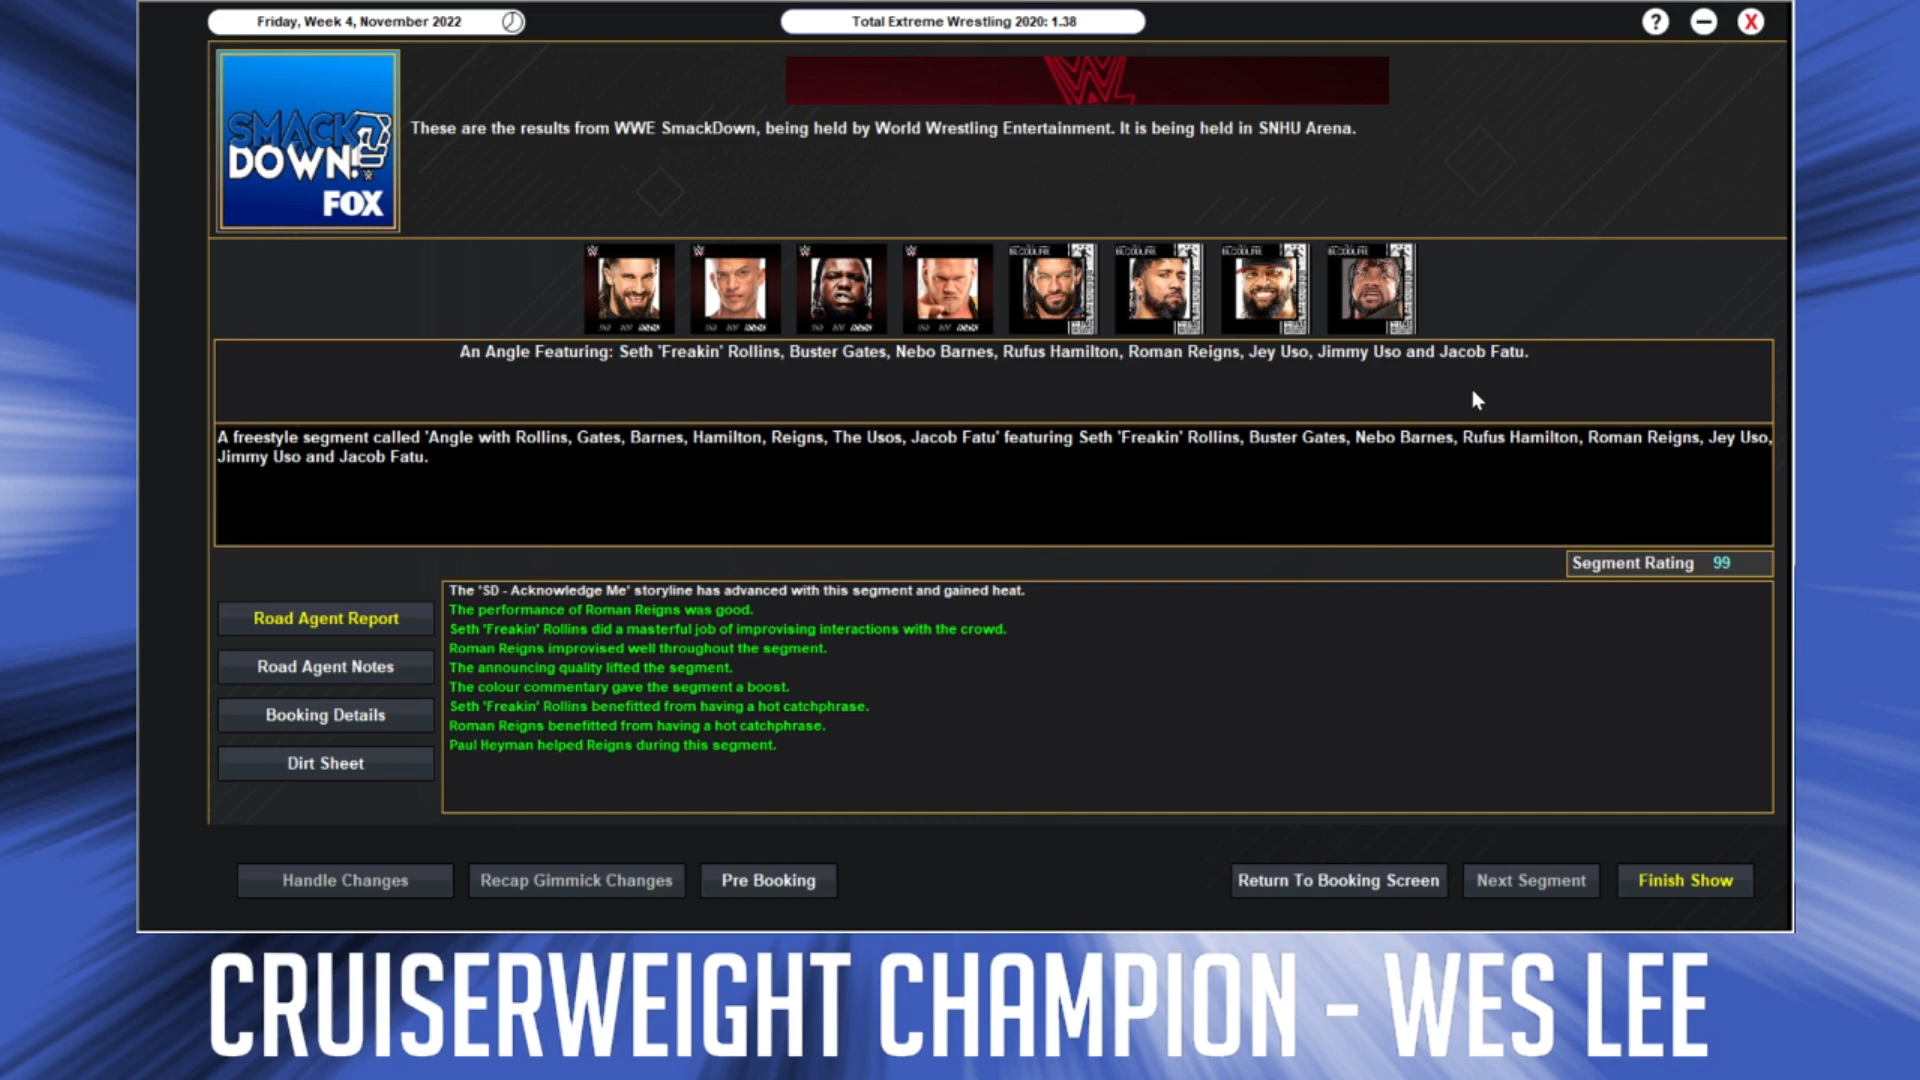 Friday, Week 4, November 2022
Total Extreme Wrestling 2020: 1.38
?
X
SMACK
DOWN!
FOX
These are the results from WWE SmackDown, being held by World Wrestling Entertainment. It is being held in SNHU Arena.
BLOODLINE BLOODLINE BLOODLINE BLOODLINE
An Angle Featuring: Seth 'Freakin' Rollins, Buster Gates, Nebo Barnes, Rufus Hamilton, Roman Reigns, Jey Uso, Jimmy Uso and Jacob Fatu.
A freestyle segment called 'Angle with Rollins, Gates, Barnes, Hamilton, Reigns, The Usos, Jacob Fatu' featuring Seth 'Freakin' Rollins, Buster Gates, Nebo Barnes, Rufus Hamilton, Roman Reigns, Jey Uso,
Jimmy Uso and Jacob Fatu.
Segment Rating 99
Road Agent Report
Road Agent Notes
Booking Details
Dirt Sheet
The 'SD - Acknowledge Me' storyline has advanced with this segment and gained heat.
The performance of Roman Reigns was good.
Seth 'Freakin' Rollins did a masterful job of improvising interactions with the crowd.
Roman Reigns improvised well throughout the segment.
The announcing quality lifted the segment.
The colour commentary gave the segment a boost.
Seth 'Freakin' Rollins benefitted from having a hot catchphrase.
Roman Reigns benefitted from having a hot catchphrase.
Paul Heyman helped Reigns during this segment.
Handle Changes
Recap Gimmick Changes
Pre Booking
Return To Booking Screen
Next Segment
Finish Show
CRUISERWEIGHT CHAMPION - WES LEE